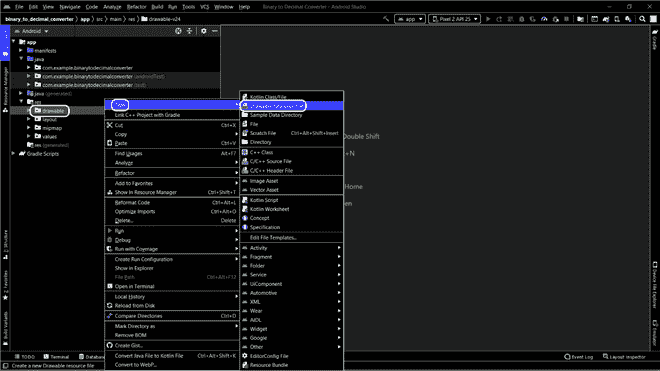 binary_to_decimal_converter
File Edit View Navigate Code Analyze Refactor Build Run Tools VCS Window Help
Binary to Decimal Converter - Android Studio
binary_to_decimal_converter app src main res drawable-v24
app
Pixel 2 API 25
Android
app
manifests
java
com.example.binarytodecimalconverter
com.example.binarytodecimalconverter (androidTest)
com.example.binarytodecimalconverter (test)
java (generated)
res
drawable
layout
mipmap
values
res (generated)
Gradle Scripts
Resource Manager
Structure
Favorites
Build Variants
Link C++ Project with Gradle
Cut Ctrl+X
Copy
Paste Ctrl+V
Find Usages Alt+F7
Analyze
Refactor
Add to Favorites
Show In Resource Manager Ctrl+Shift+T
Reformat Code Ctrl+Alt+L
Optimize Imports Ctrl+Alt+O
Delete... Delete
Run
Debug
Run with Coverage
Create Run Configuration
Show in Explorer
File Path Ctrl+Alt+F12
Open in Terminal
Local History
Reload from Disk
Compare Directories Ctrl+D
Mark Directory as
Remove BOM
Create Gist...
Convert Java File to Kotlin File Ctrl+Alt+Shift+K
Convert to WebP...
Kotlin Class/File
Sample Data Directory
File
Scratch File Ctrl+Alt+Shift+Insert
Directory
C++ Class
C/C++ Source File
C/C++ Header File
Image Asset
Vector Asset
Kotlin Script
Kotlin Worksheet
Concept
Specification
Edit File Templates...
Activity
Fragment
Folder
Service
UiComponent
Automotive
XML
Wear
AIDL
Widget
Google
Other
EditorConfig File
Resource Bundle
Double Shift
+N
Home
Gradle
Device File Explorer
Emulator
TODO Terminal
Event Log Layout Inspector
Create a new Drawable resource file